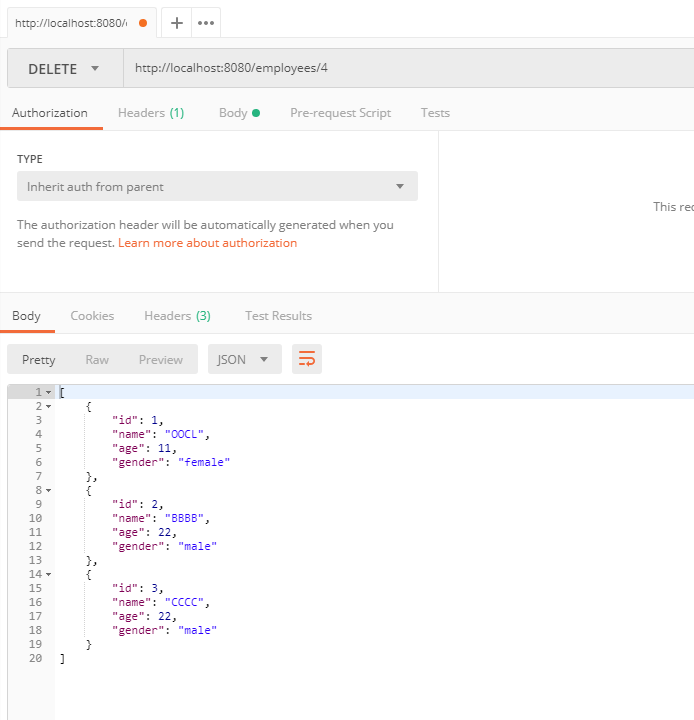 http://localhost:8080/
DELETE http://localhost:8080/employees/4
Authorization Headers (1) Body Pre-request Script Tests
TYPE
Inherit auth from parent
The authorization header will be automatically generated when you
send the request. Learn more about authorization
This rec
Body Cookies Headers (3) Test Results
Pretty Raw Preview JSON
1 [
2 {
3 "id": 1,
4 "name": "OOCL",
5 "age": 11,
6 "gender": "female"
7 },
8 {
9 "id": 2,
10 "name": "BBBB",
11 "age": 22,
12 "gender": "male"
13 },
14 {
15 "id": 3,
16 "name": "CCCC",
17 "age": 22,
18 "gender": "male"
19 }
20 ]